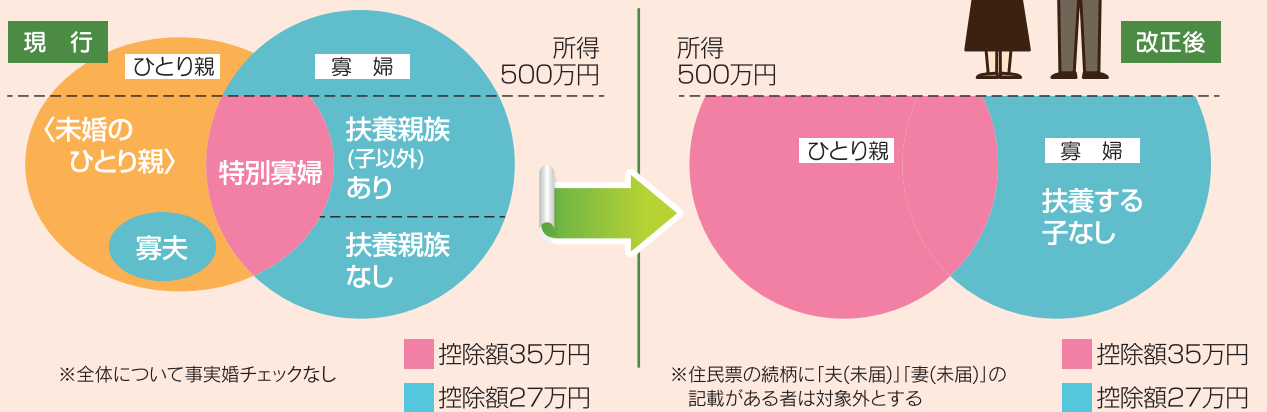 現 行
ひとり親
寡 婦
所得
500万円
〈未婚の
ひとり親〉
特別寡婦
扶養親族
(子以外)
あり
寡夫
扶養親族
なし
※全体について事実婚チェックなし
控除額35万円
控除額27万円
改正後
所得
500万円
ひとり親
寡 婦
扶養する
子なし
※住民票の続柄に「夫(未届)」「妻(未届)」の
記載がある者は対象外とする
控除額35万円
控除額27万円